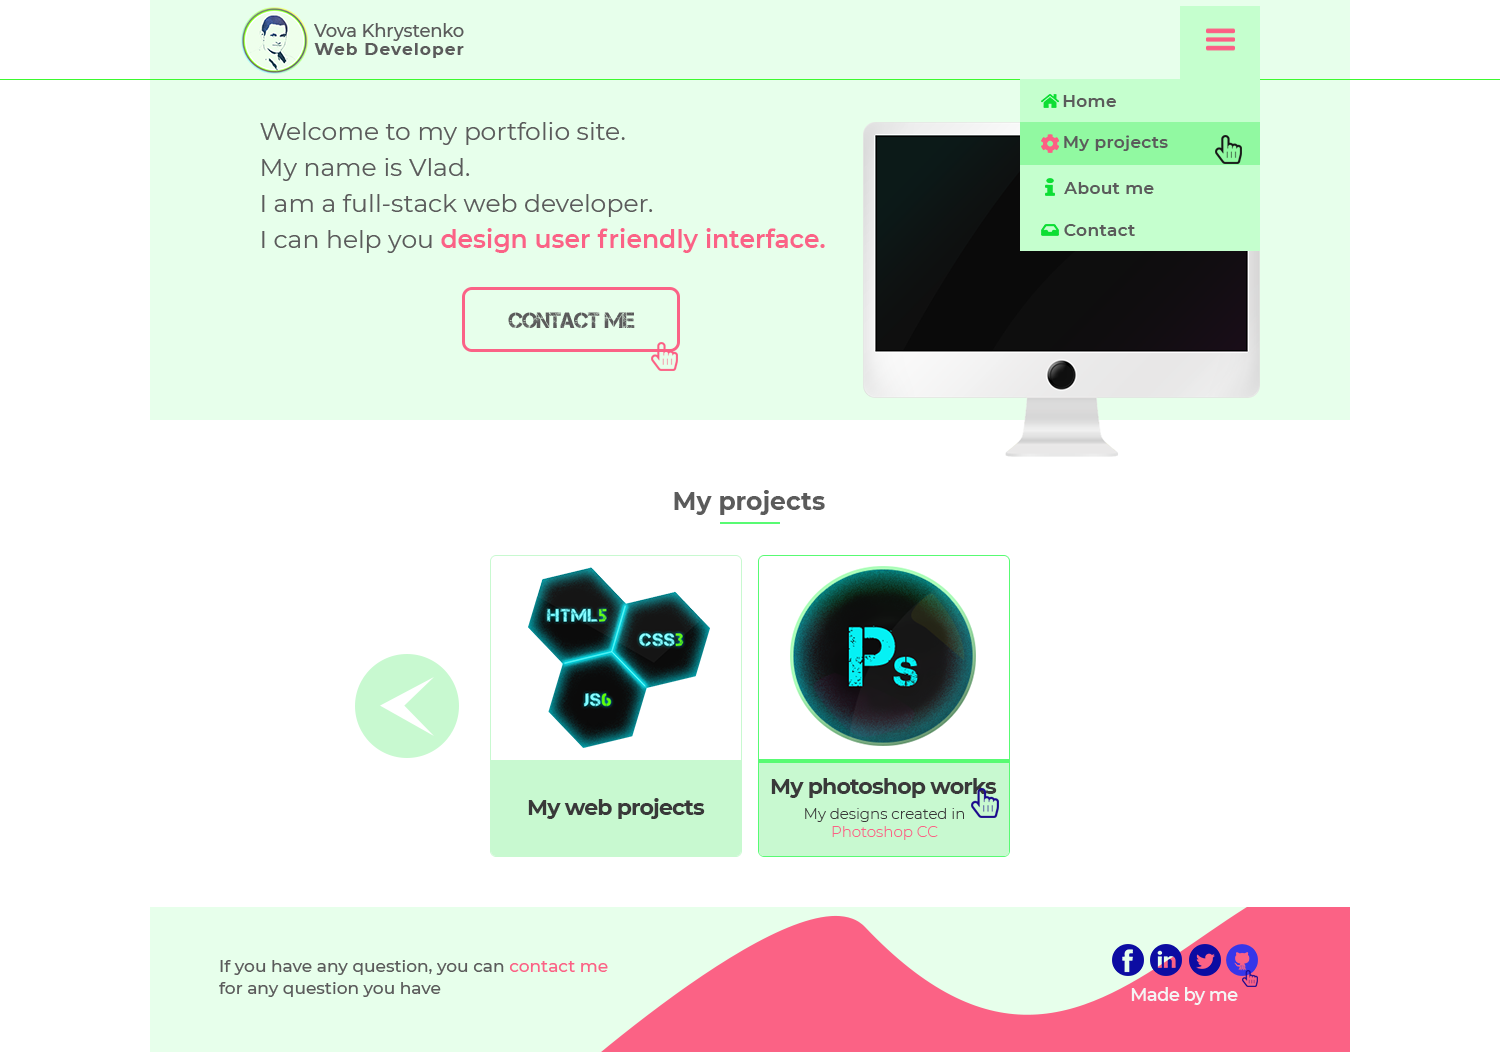 Vova Khrystenko
Web Developer
Home
My projects
About me
Contact
Welcome to my portfolio site.
My name is Vlad.
I am a full-stack web developer.
I can help you design user friendly interface.
CONTACT ME
My projects
HTML5
CSS3
JS6
My web projects
Ps
My photoshop works
My designs created in
Photoshop CC
If you have any question, you can contact me
for any question you have
f
in
Made by me